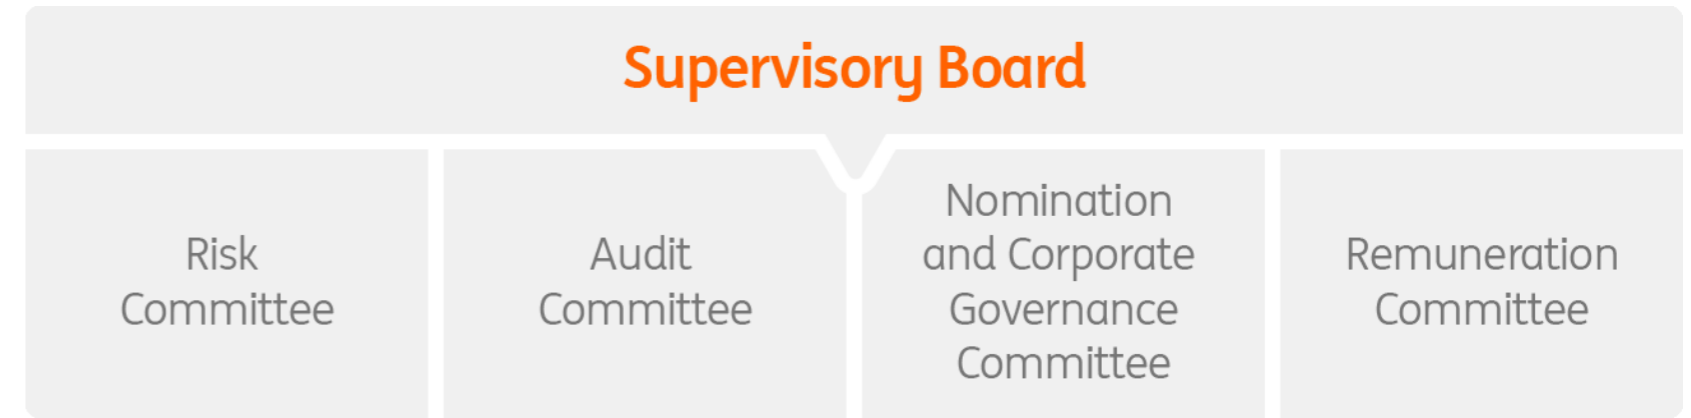 Supervisory Board
Risk
Committee
Audit
Committee
Nomination
and Corporate
Governance
Committee
Remuneration
Committee